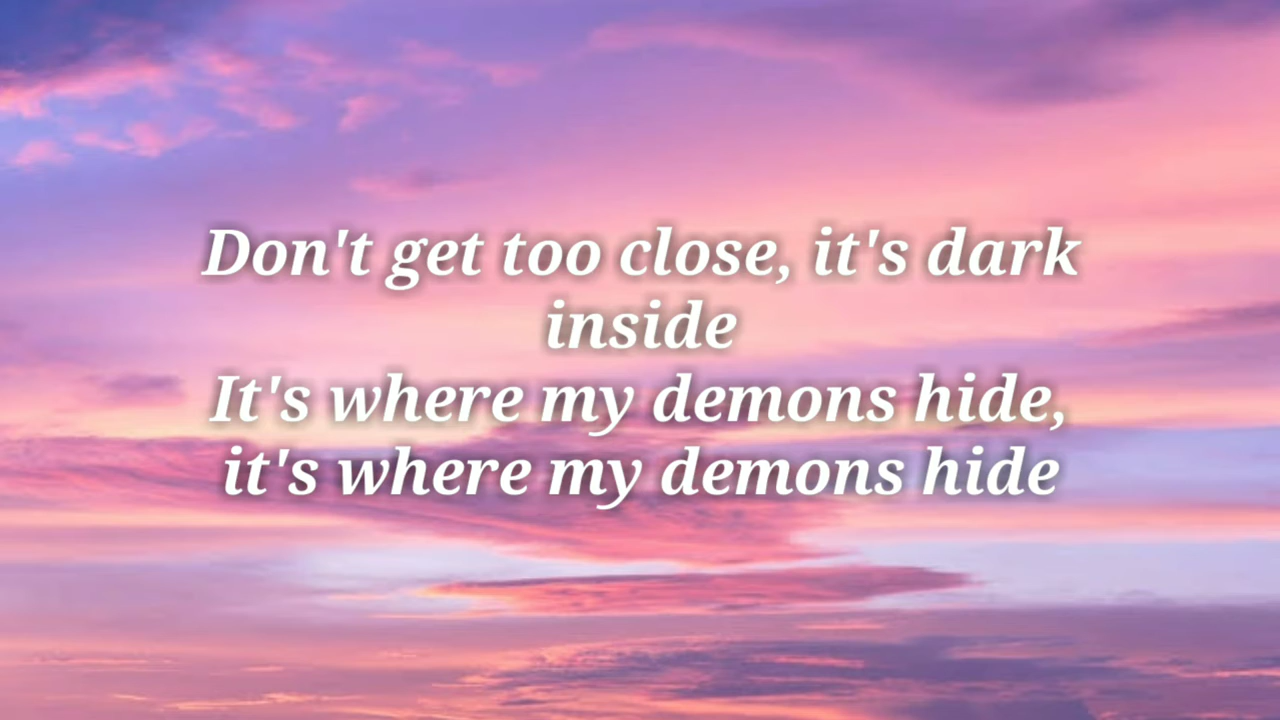 Don't get too close, it's dark
inside
It's where my demons hide,
it's where my demons hide